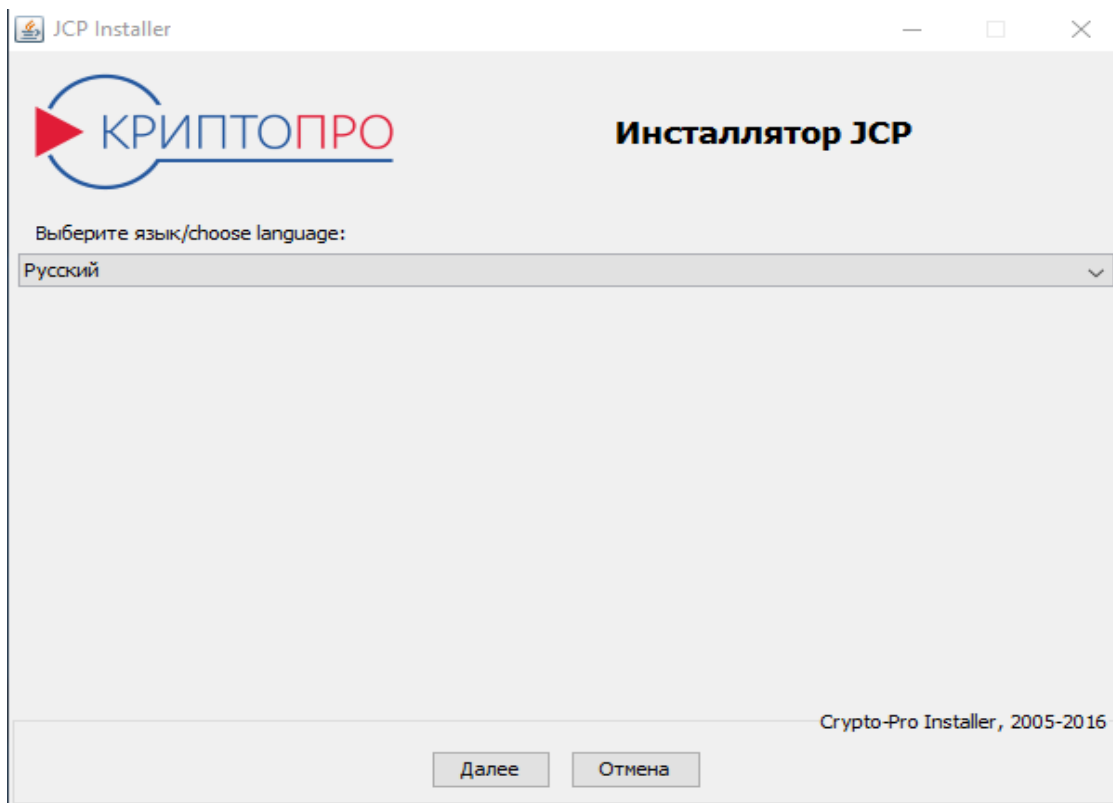 JCP Installer
КРИПТОПРО
Инсталлятор JCP
Выберите язык/choose language:
Русский
Crypto-Pro Installer, 2005-2016
Далее
Отмена